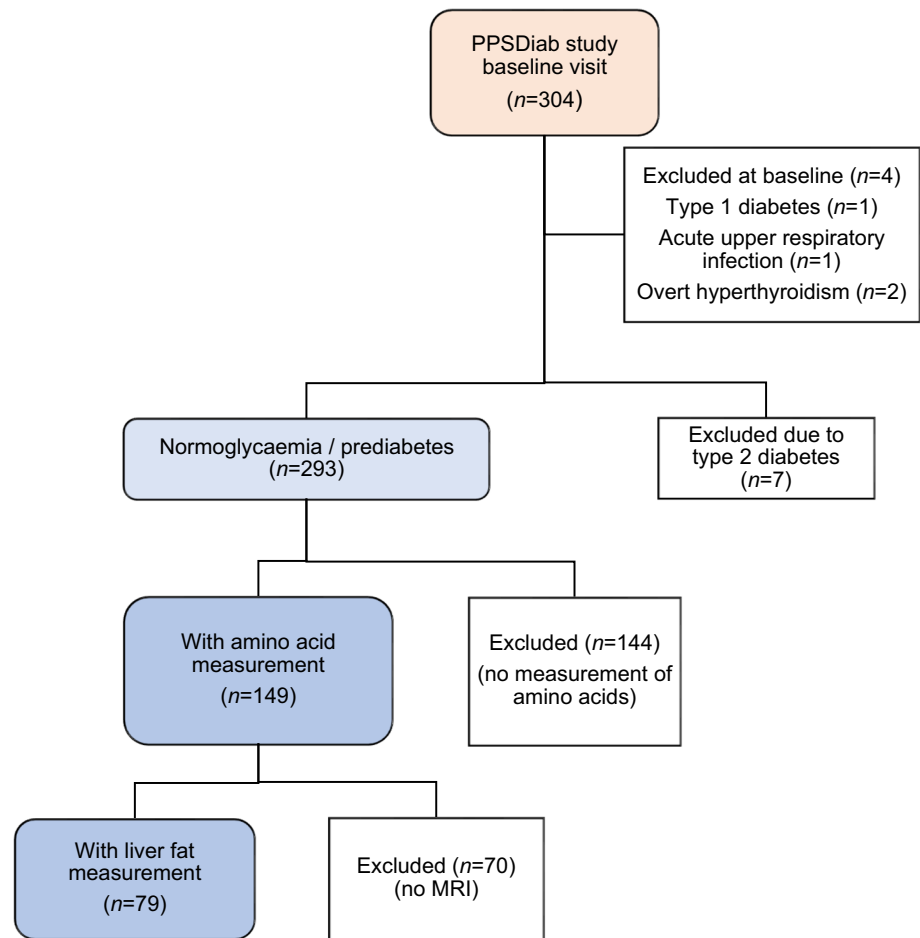 PPSDiab study
baseline visit
(n=304)
Excluded at baseline (n=4)
Type 1 diabetes (n=1)
Acute upper respiratory
infection (n=1)
Overt hyperthyroidism (n=2)
Normoglycaemia / prediabetes
(n=293)
Excluded due to
type 2 diabetes
(n=7)
With amino acid
measurement
(n=149)
Excluded (n=144)
(no measurement of
amino acids)
With liver fat
measurement
(n=79)
Excluded (n=70)
(no MRI)